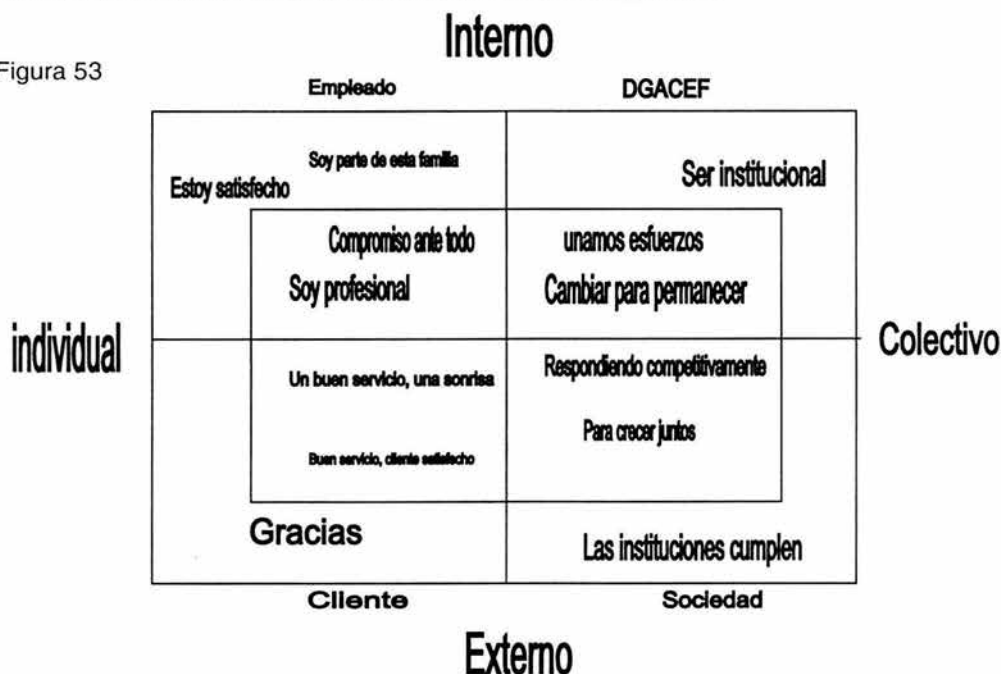 Interno
Figura 53
Empleado
DGACEF
Soy parte de esta familia
Estoy satisfecho
Ser institucional
Compromiso ante todo
unamos esfuerzos
Soy profesional
Cambiar para permanecer
individual
Colectivo
Un buen servicio, una sonrisa
Respondiendo competitivamente
Para crecer juntos
Buen servicio, cliente satisfecho
Gracias
Las instituciones cumplen
Cliente
Sociedad
Externo